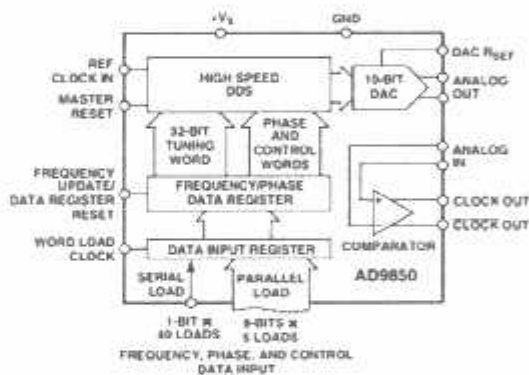 +Vs
GND
REF
CLOCK IN
MASTER
RESET
HIGH SPEED
DDS
10-BIT
DAC
DAC RSET
ANALOG
OUT
32-BIT
TUNING
WORD
PHASE
AND
CONTROL
WORDS
ANALOG
IN
FREQUENCY
UPDATE/
DATA REGISTER
RESET
FREQUENCY/PHASE
DATA REGISTER
CLOCK OUT
CLOCK OUT
COMPARATOR
WORD LOAD
CLOCK
DATA INPUT REGISTER
AD9850
SERIAL
LOAD
PARALLEL
LOAD
1-BIT ×
40 LOADS
8-BITS ×
5 LOADS
FREQUENCY, PHASE, AND CONTROL
DATA INPUT